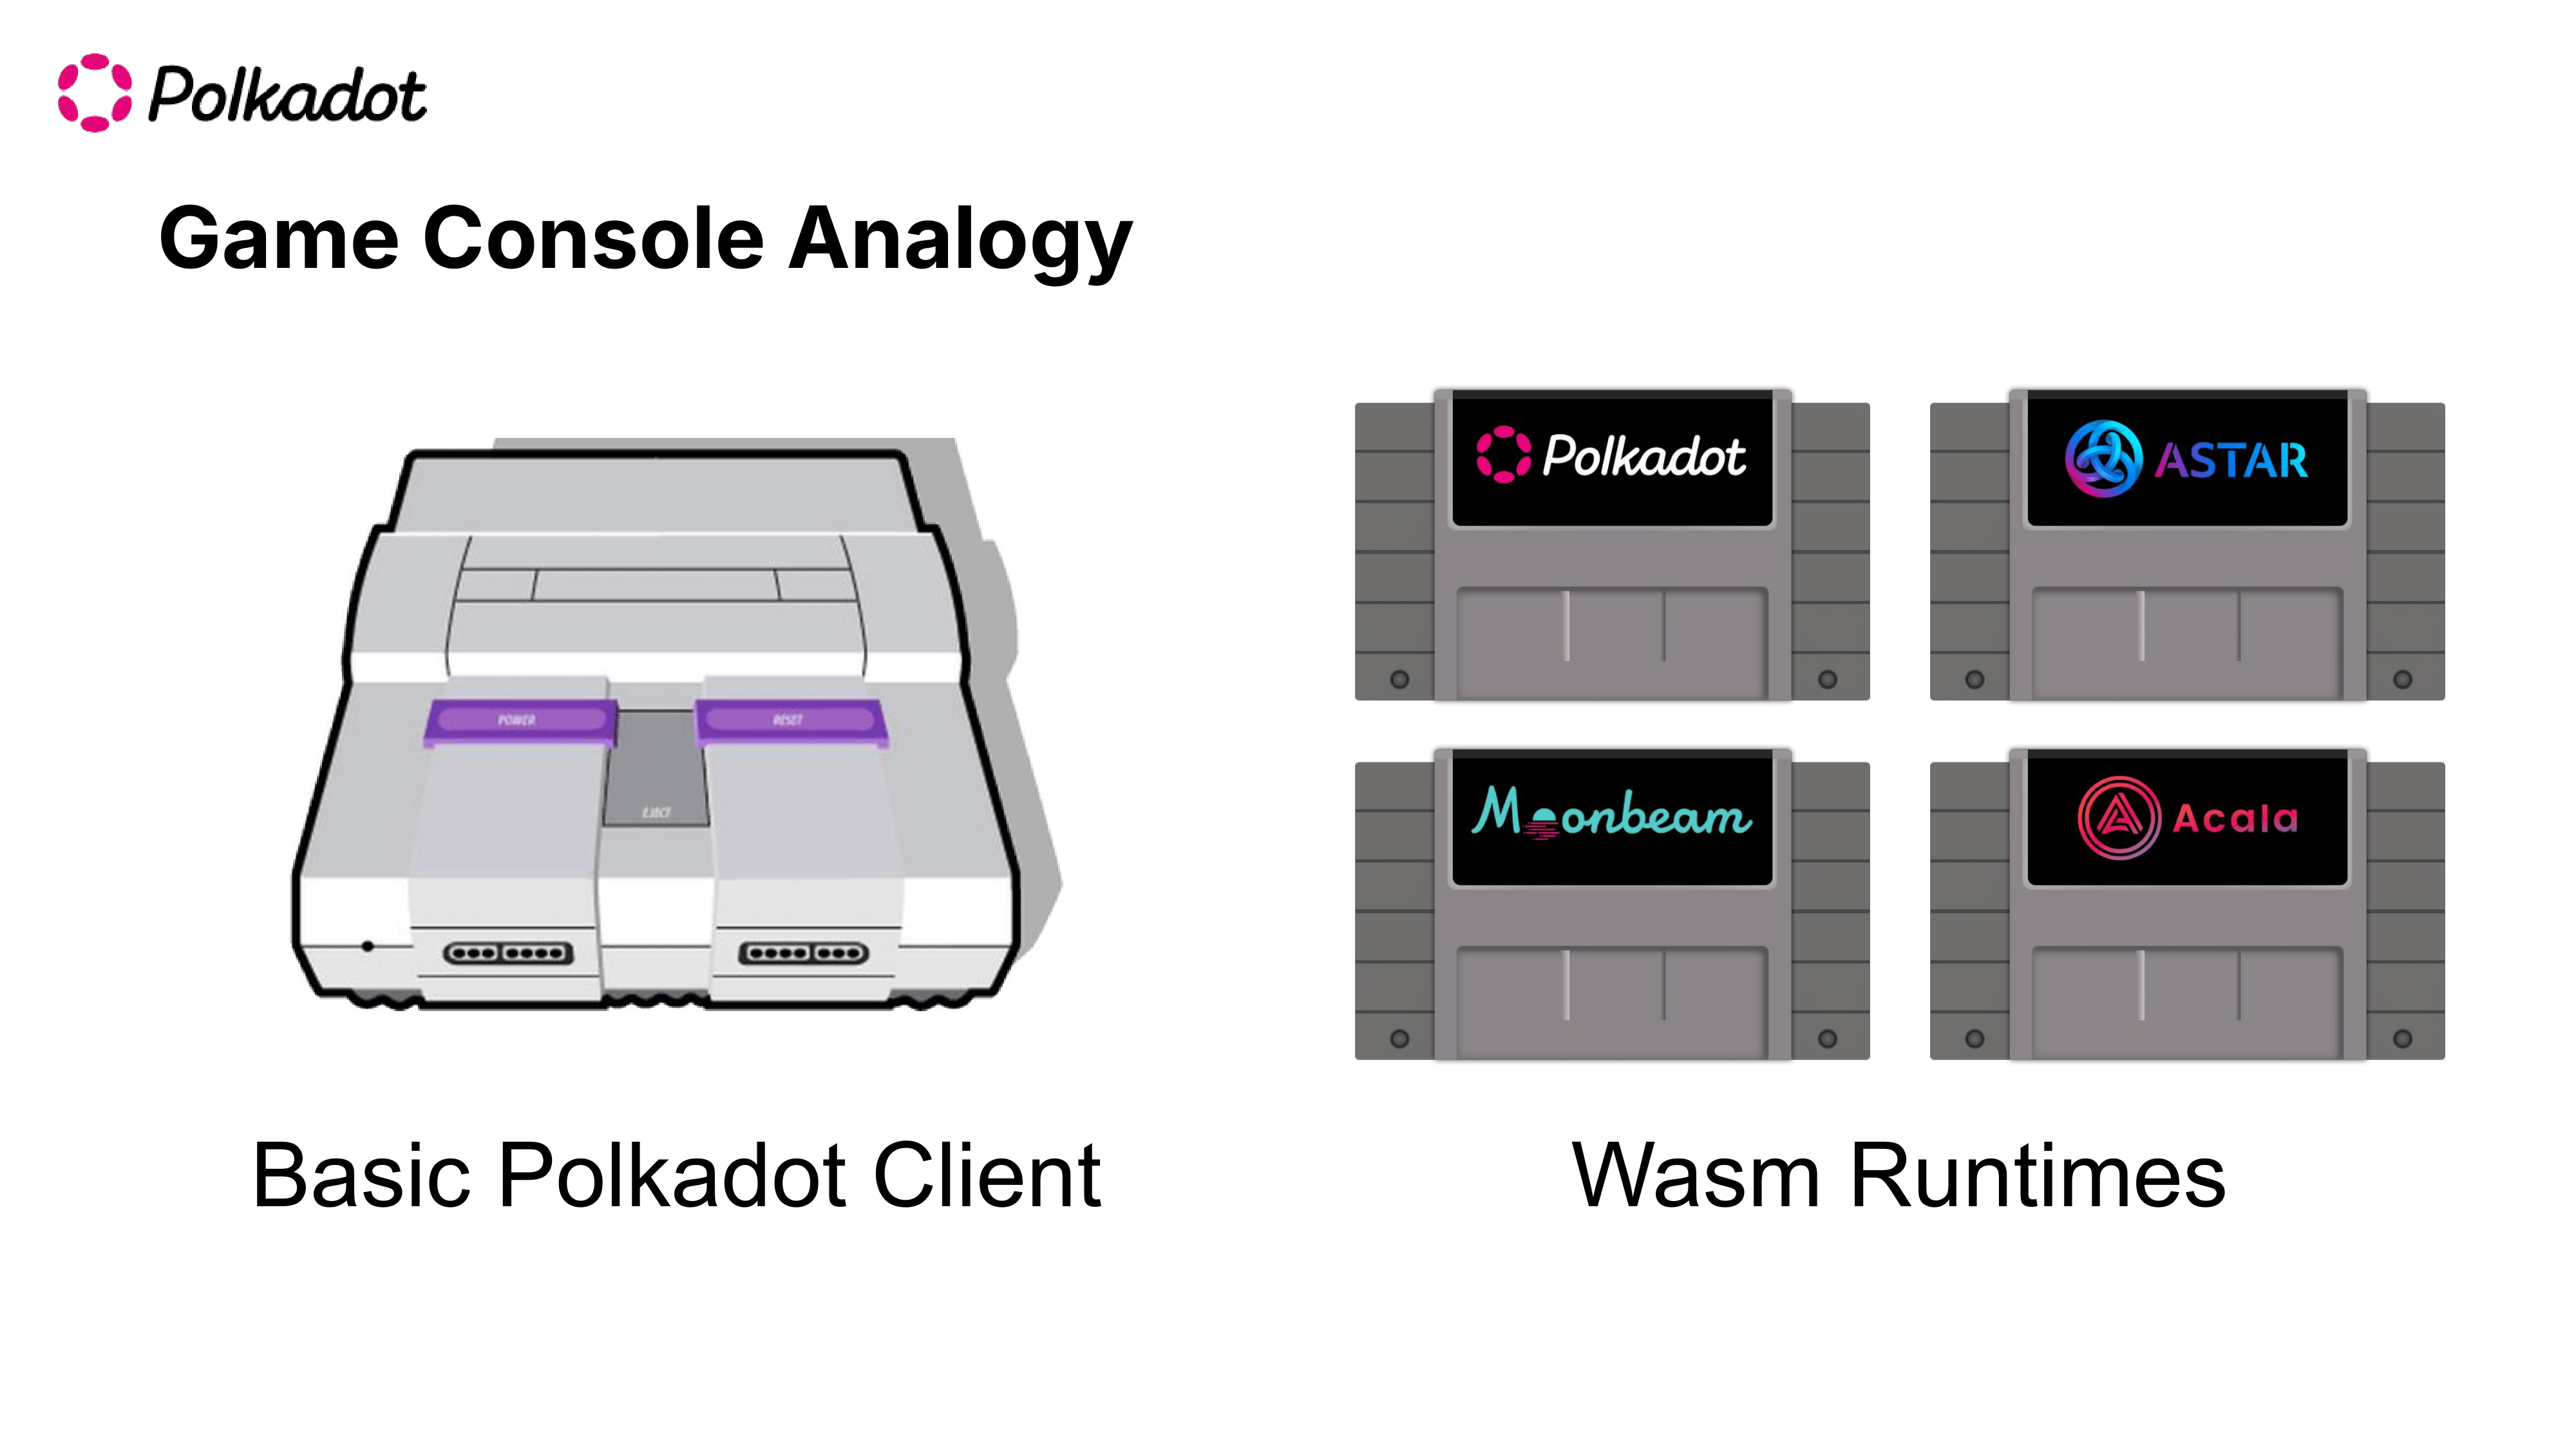 Polkadot
Game Console Analogy
POWER
RESET
EJECT
Polkadot
ASTAR
Moonbeam
Acala
Basic Polkadot Client
Wasm Runtimes